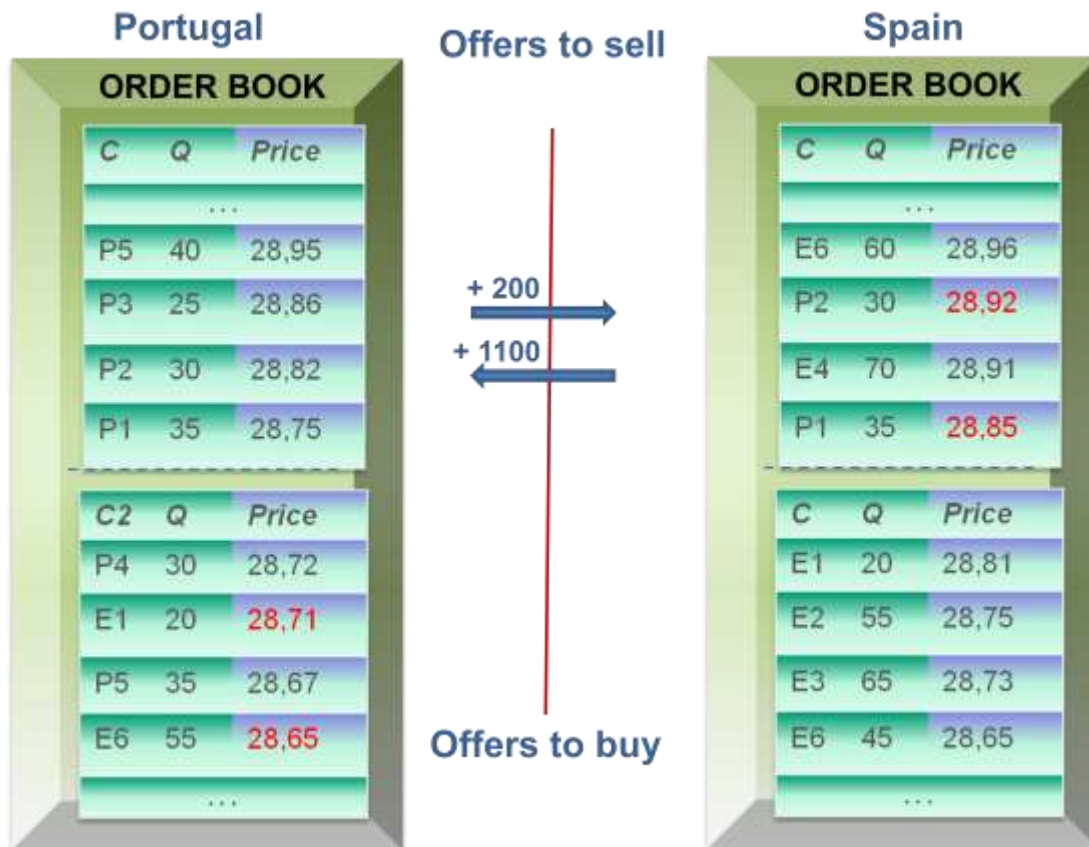 Portugal
Offers to sell
Spain
ORDER BOOK
C Q Price
...
P5 40 28,95
P3 25 28,86
P2 30 28,82
P1 35 28,75
C2 Q Price
P4 30 28,72
E1 20 28,71
P5 35 28,67
E6 55 28,65
...
+ 200
+ 1100
Offers to buy
ORDER BOOK
C Q Price
...
E6 60 28,96
P2 30 28,92
E4 70 28,91
P1 35 28,85
C Q Price
E1 20 28,81
E2 55 28,75
E3 65 28,73
E6 45 28,65
...